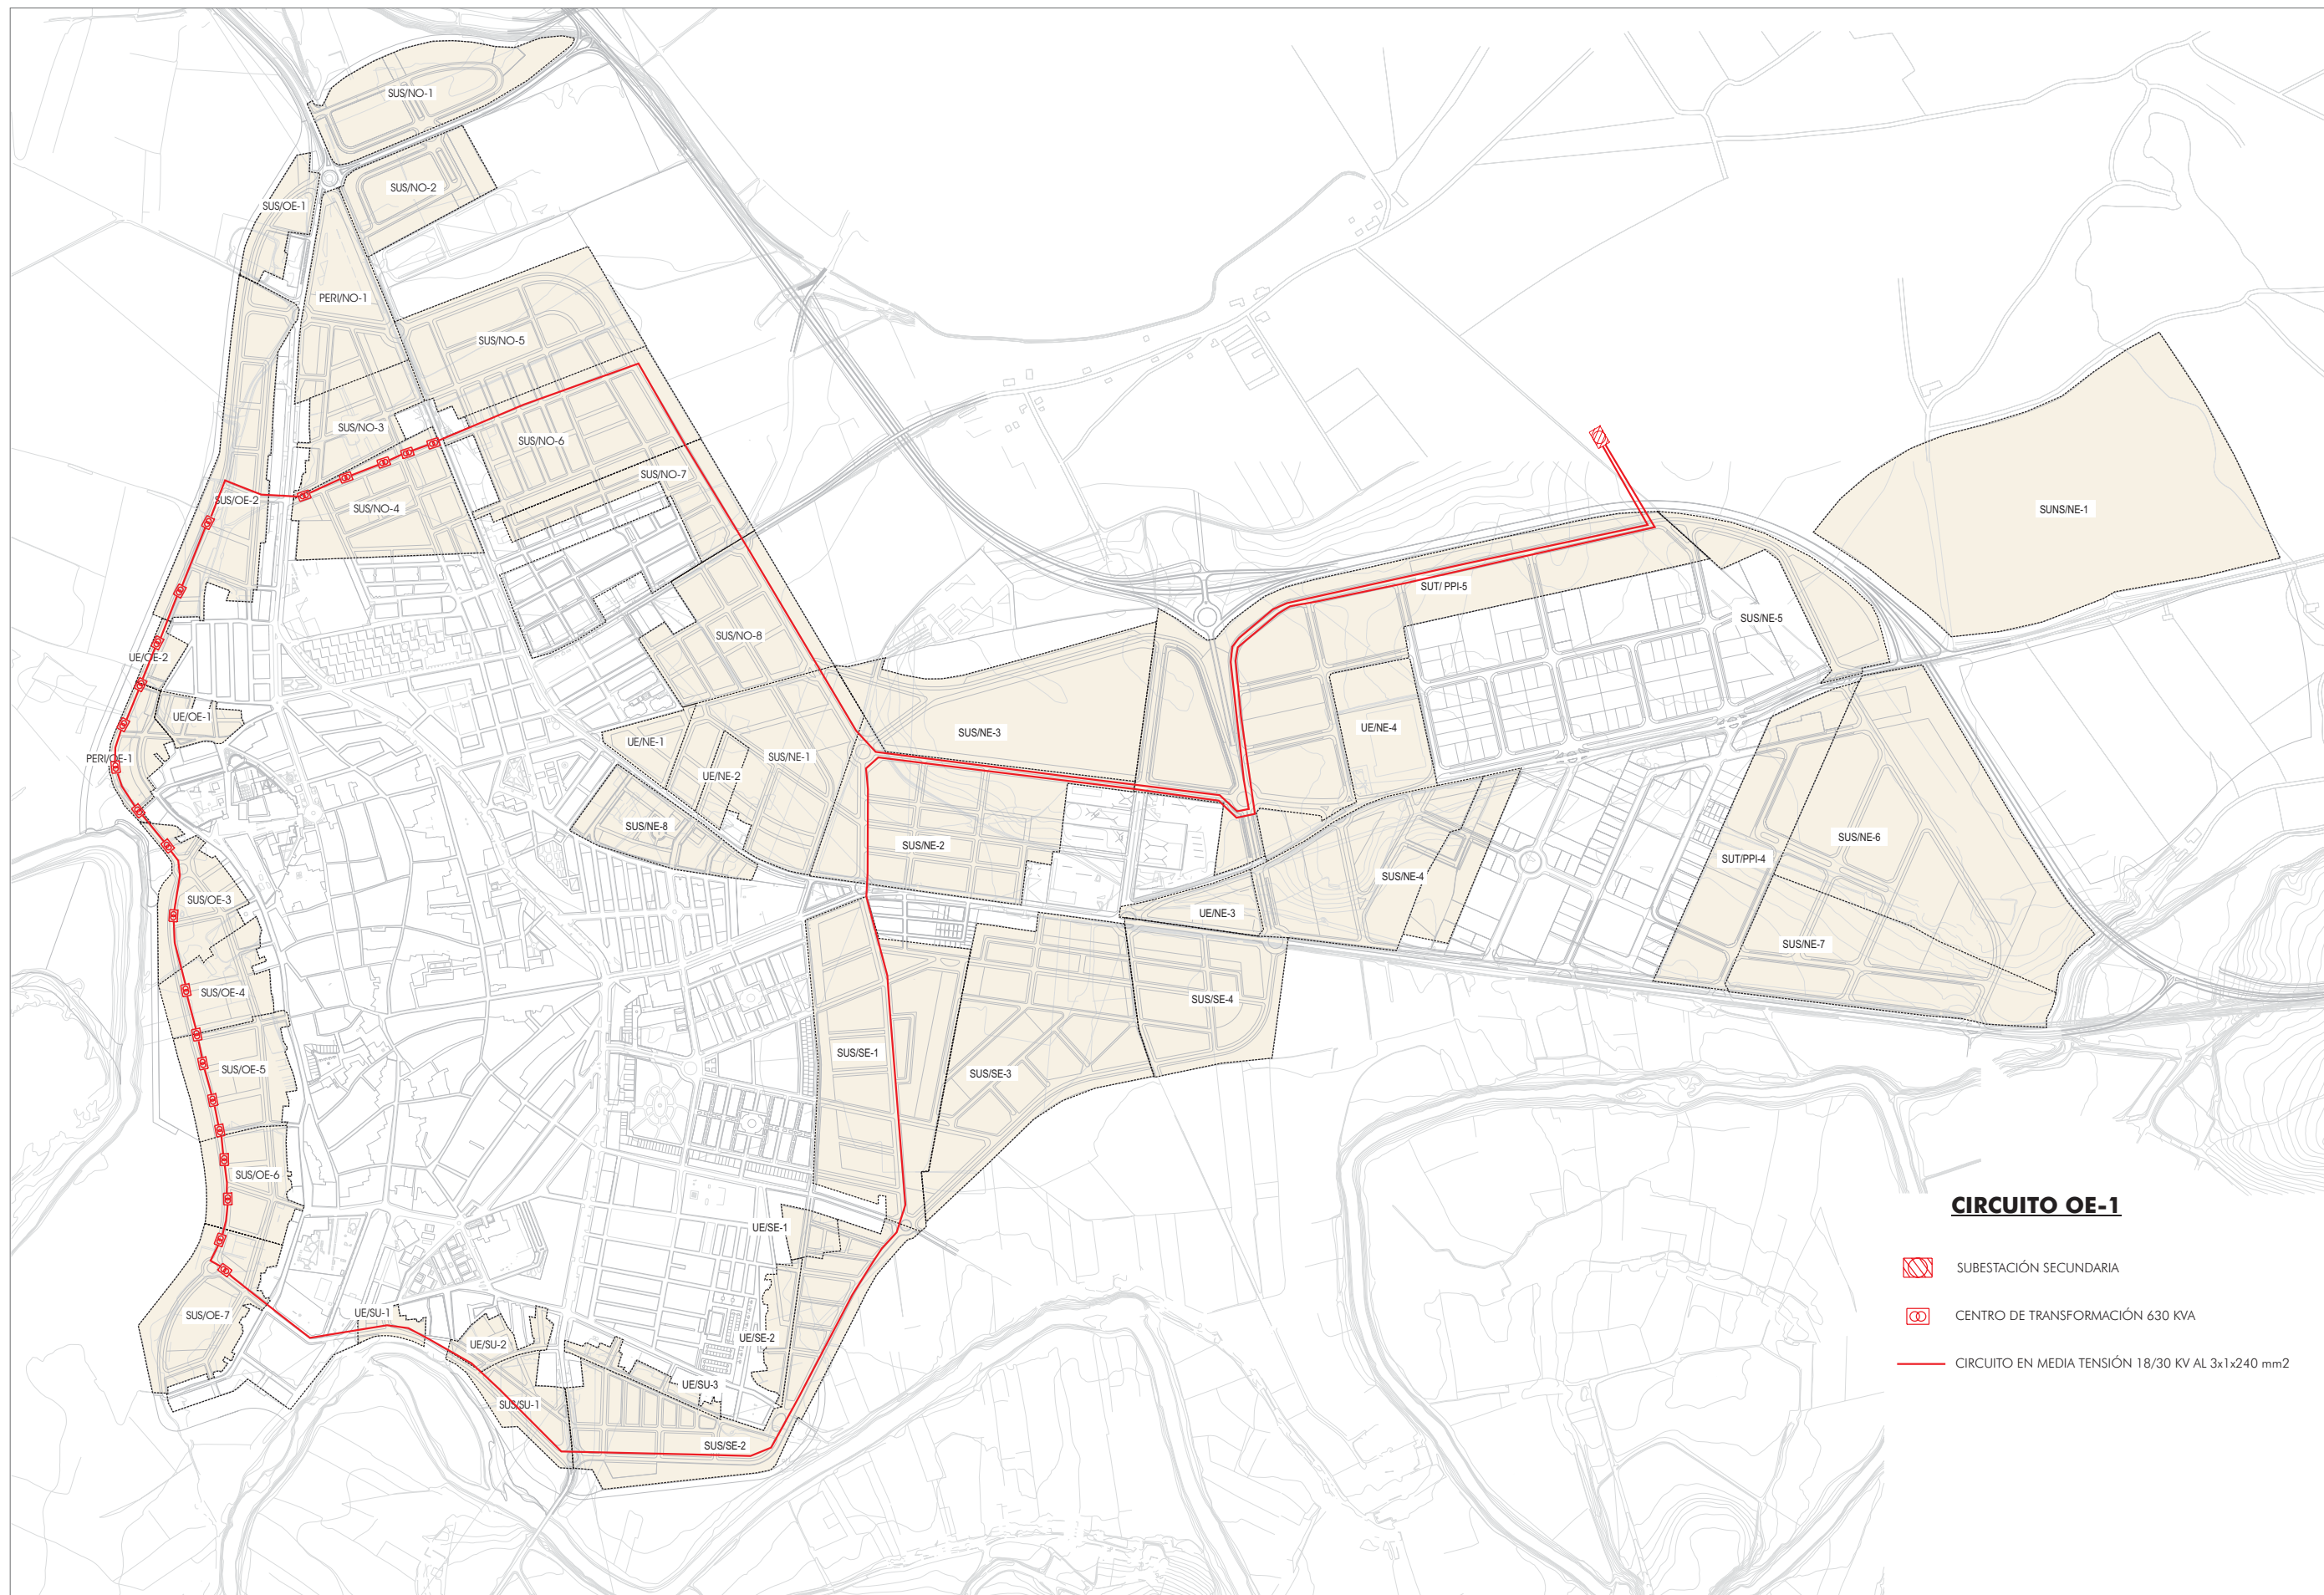 SUS/NO-1
SUS/NO-2
SUS/OE-1
PERI/NO-1
SUS/NO-5
SUS/NO-3
SUS/NO-6
SUS/NO-7
SUS/OE-2
SUS/NO-4
SUNS/NE-1
SUT/ PPI-5
SUS/NE-5
SUS/NO-8
UE/OE-2
UE/OE-1
PERI/OE-1
UE/NE-1
SUS/NE-3
UE/NE-4
SUS/NE-1
UE/NE-2
SUS/NE-8
SUS/NE-2
SUS/NE-6
SUT/PPI-4
SUS/NE-4
SUS/OE-3
UE/NE-3
SUS/NE-7
SUS/OE-4
SUS/SE-4
SUS/SE-1
SUS/OE-5
SUS/SE-3
SUS/OE-6
UE/SE-1
SUS/OE-7
UE/SU-1
UE/SU-2
UE/SE-2
UE/SU-3
SUS/SU-1
SUS/SE-2
CIRCUITO OE-1
SUBESTACIÓN SECUNDARIA
CENTRO DE TRANSFORMACIÓN 630 KVA
CIRCUITO EN MEDIA TENSIÓN 18/30 KV AL 3x1x240 mm2